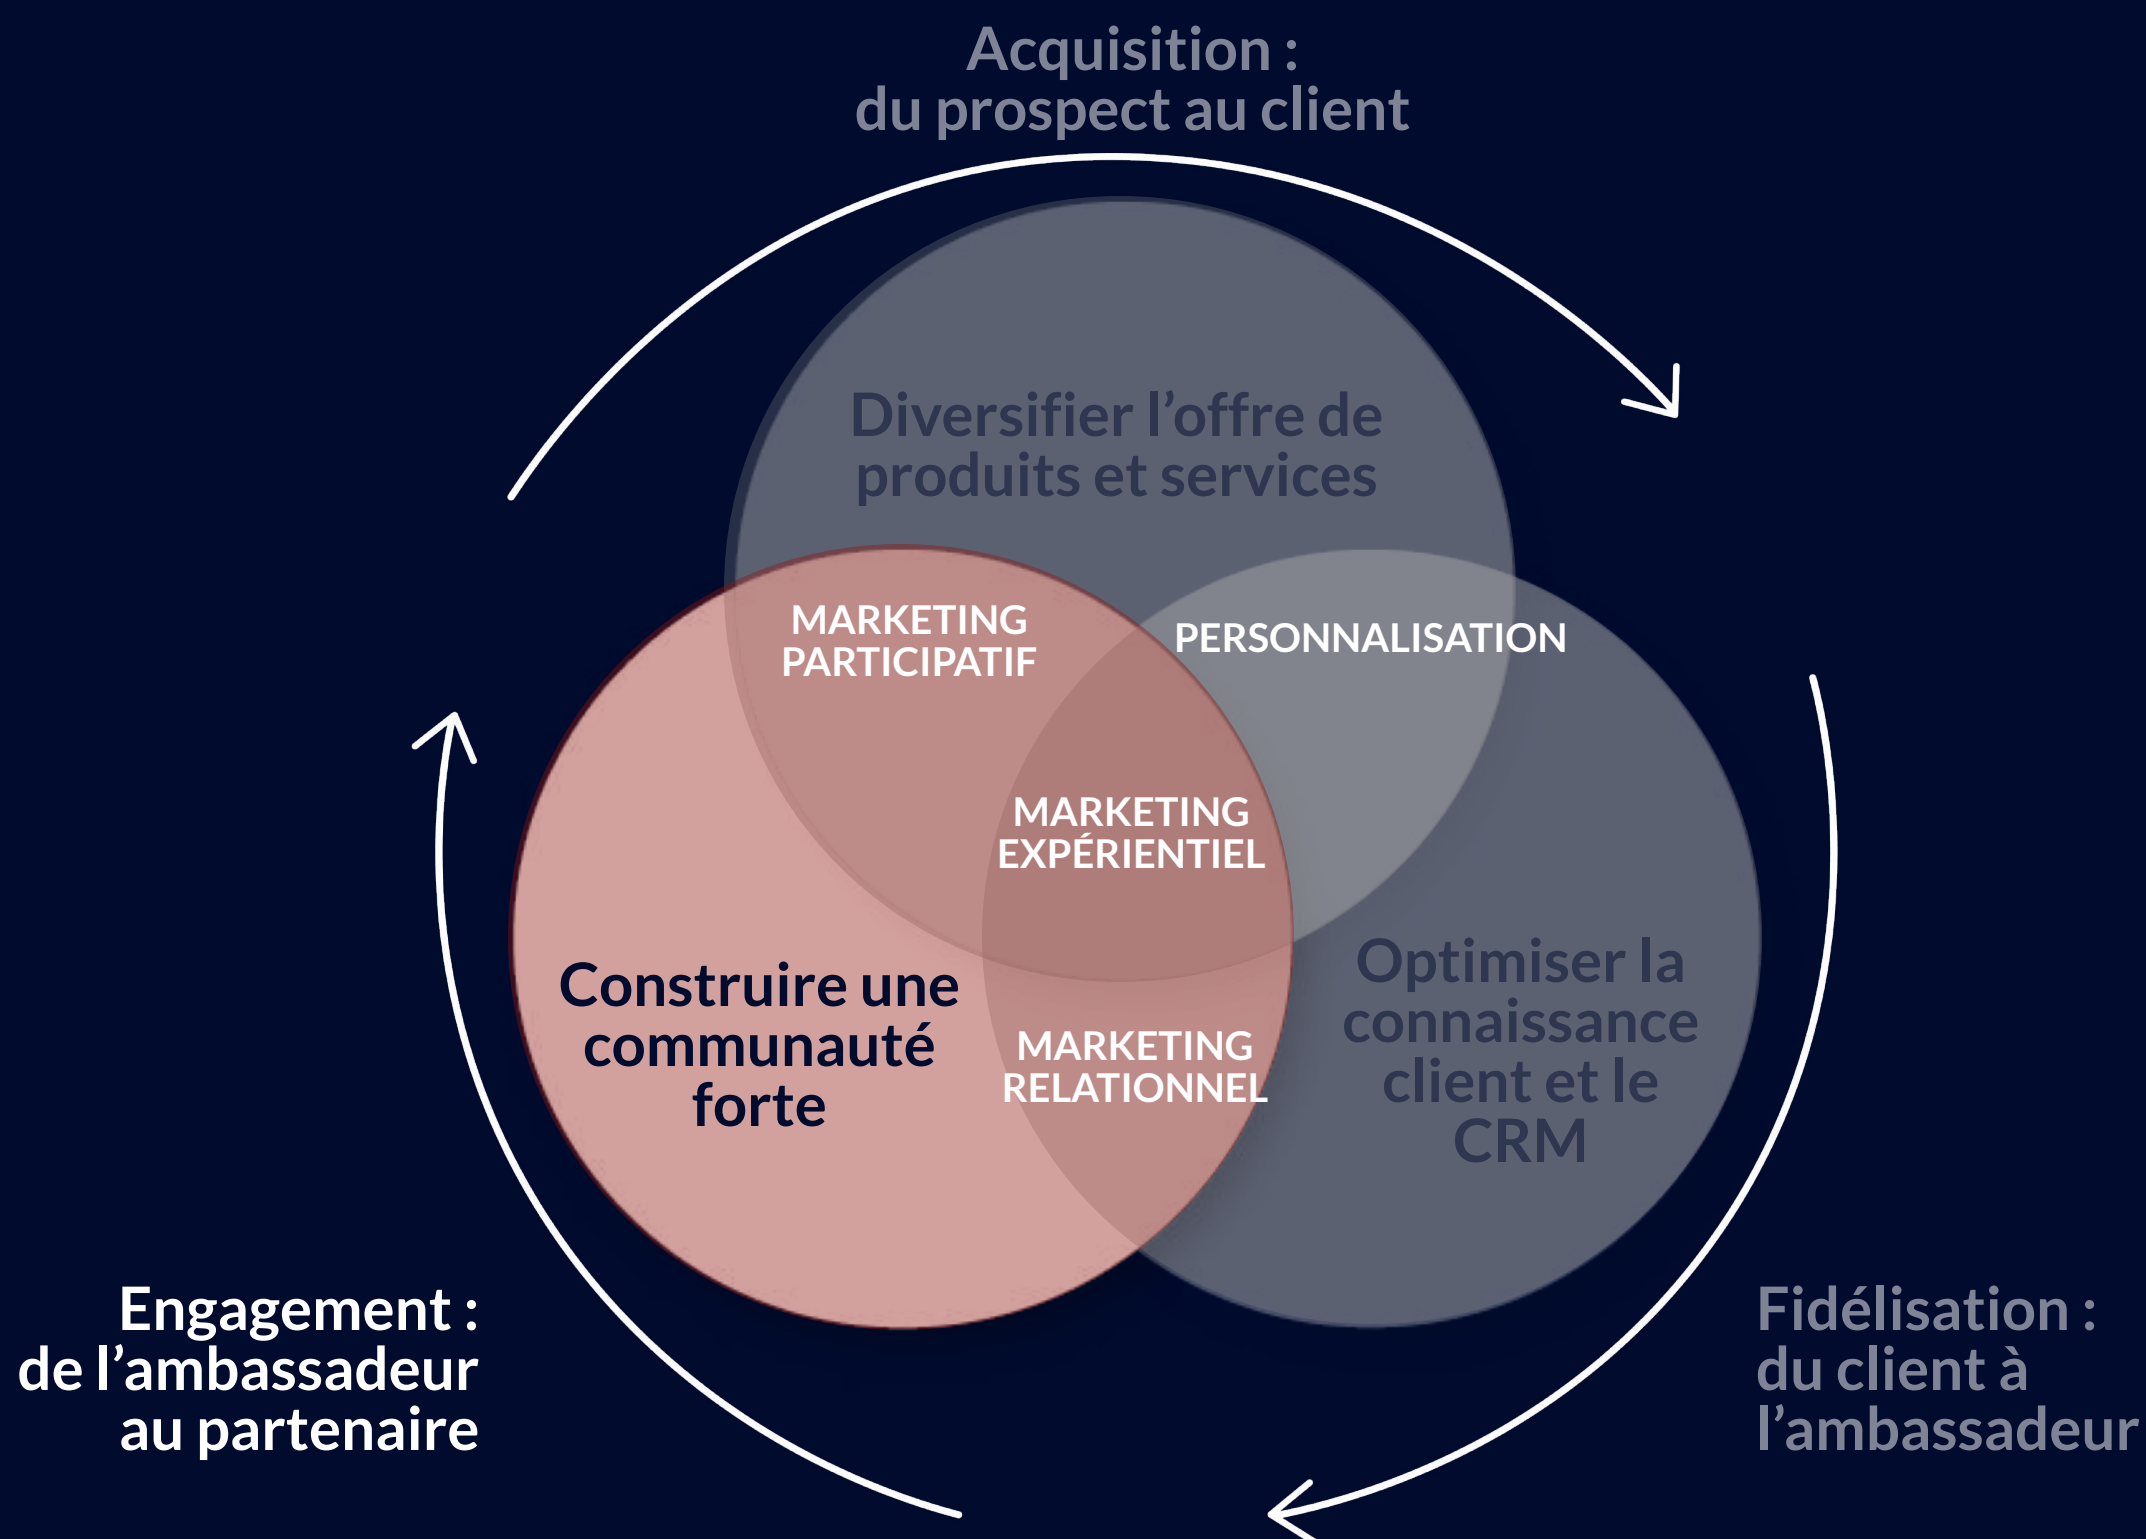 Acquisition :
du prospect au client
Diversifier l’offre de
produits et services
MARKETING
PARTICIPATIF
PERSONNALISATION
MARKETING
EXPÉRIENTIEL
Construire une
communauté
forte
MARKETING
RELATIONNEL
Optimiser la
connaissance
client et le
CRM
Engagement :
de l’ambassadeur
au partenaire
Fidélisation :
du client à
l’ambassadeur